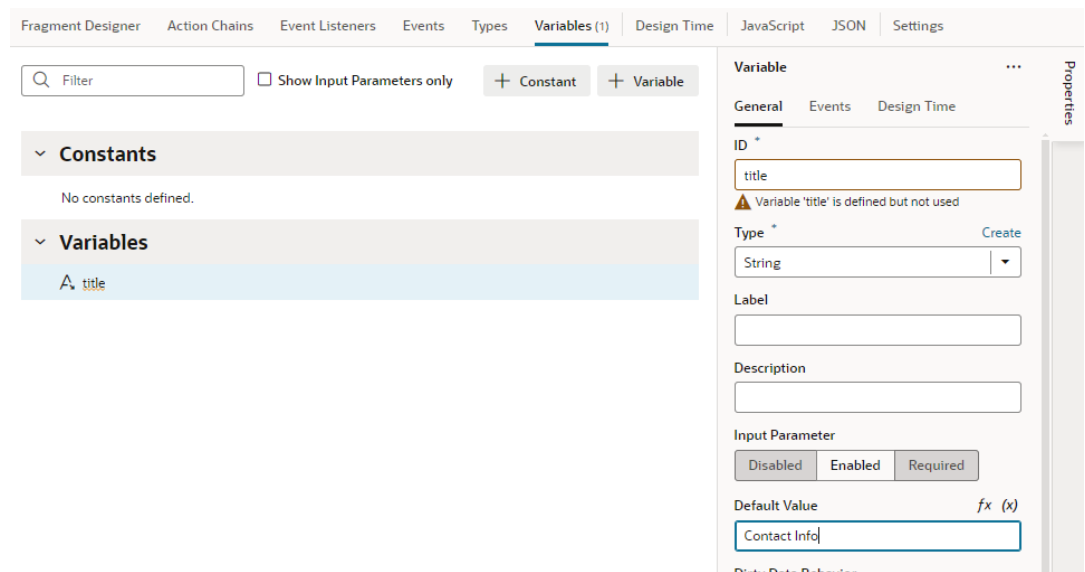 Fragment Designer Action Chains Event Listeners Events Types Variables (1) Design Time JavaScript JSON Settings
Filter Show Input Parameters only + Constant + Variable
Constants
No constants defined.
Variables
title
Variable ...
Properties
General Events Design Time
ID *
title
Variable 'title' is defined but not used
Type * Create
String
Label
Description
Input Parameter
Disabled Enabled Required
Default Value fx (x)
Contact Info
Dirty Data Behavior